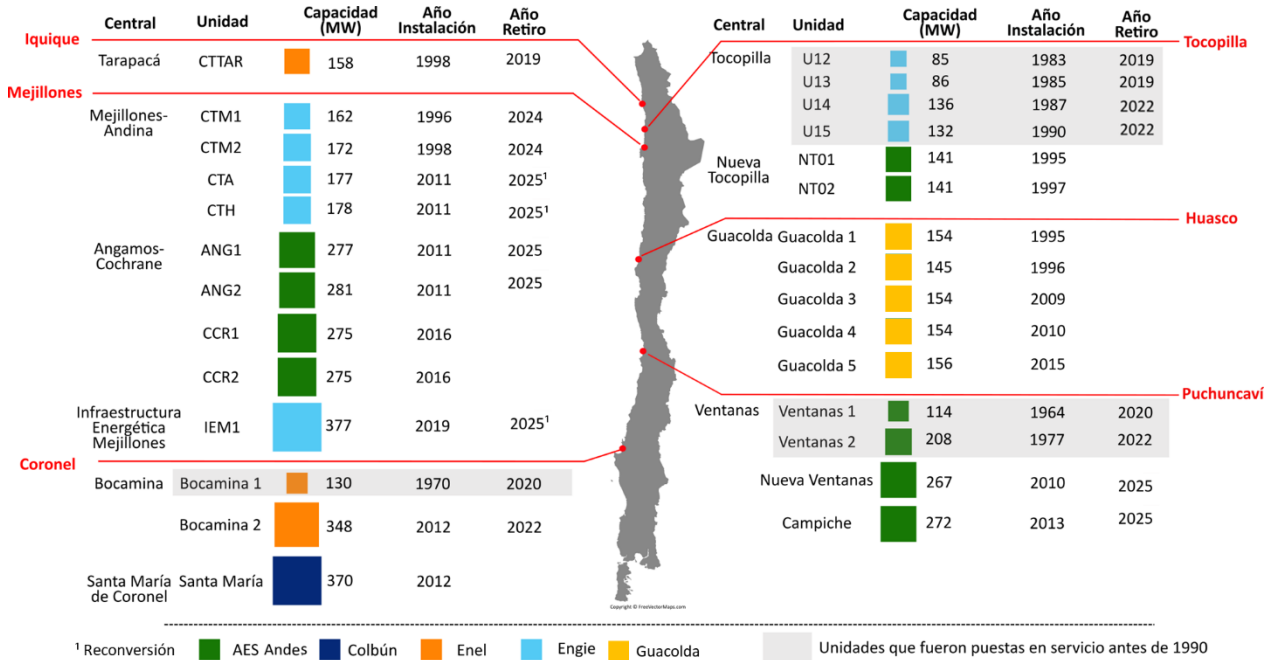 Central Unidad Capacidad (MW) Año Instalación Año Retiro
Iquique
Tarapacá CTTAR 158 1998 2019
Mejillones
Mejillones-Andina CTM1 162 1996 2024
CTM2 172 1998 2024
CTA 177 2011 2025¹
CTH 178 2011 2025¹
Angamos-Cochrane ANG1 277 2011 2025
ANG2 281 2011 2025
CCR1 275 2016
CCR2 275 2016
Infraestructura Energética Mejillones IEM1 377 2019 2025¹
Coronel
Bocamina Bocamina 1 130 1970 2020
Bocamina 2 348 2012 2022
Santa María de Coronel Santa María 370 2012
Central Unidad Capacidad (MW) Año Instalación Año Retiro
Tocopilla
Tocopilla U12 85 1983 2019
U13 86 1985 2019
U14 136 1987 2022
U15 132 1990 2022
Nueva Tocopilla NT01 141 1995
NT02 141 1997
Huasco
Guacolda Guacolda 1 154 1995
Guacolda 2 145 1996
Guacolda 3 154 2009
Guacolda 4 154 2010
Guacolda 5 156 2015
Puchuncaví
Ventanas Ventanas 1 114 1964 2020
Ventanas 2 208 1977 2022
Nueva Ventanas 267 2010 2025
Campiche 272 2013 2025
Copyright © FreeVectorMaps.com
¹ Reconversión AES Andes Colbún Enel Engie Guacolda Unidades que fueron puestas en servicio antes de 1990